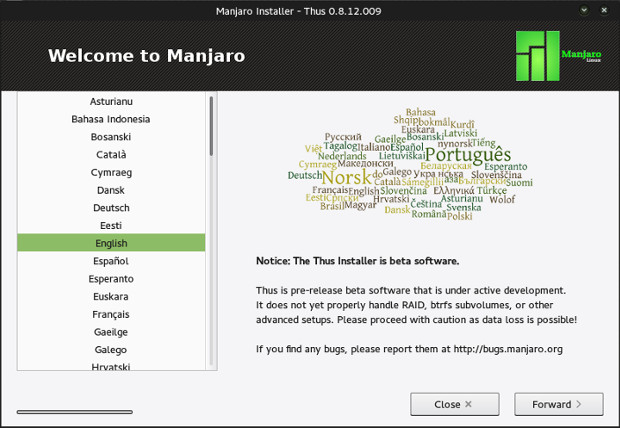 Manjaro Installer - Thus 0.8.12.009
Welcome to Manjaro
Manjaro
Linux
Asturianu
Bahasa Indonesia
Bosanski
Català
Cymraeg
Dansk
Deutsch
Eesti
English
Español
Esperanto
Euskara
Français
Gaeilge
Galego
Hrvatski
Bahasa
Shqip bokmål Kurdî
Euskara Latviski
Русский Gaeilge Bosanski nynorsk Tiếng
Việt Tagalog Italiano Español
Nederlands Македонски Lietuviškai Português
Cymraeg Беларуская Esperanto
Deutsch Norsk do Galego Українська Slovenščina
Català Sámegillij aša Български Suomi
Français English Slovenčina Ελληνικά Türkçe
Eesti Српски Hrvatski Asturianu Wolof
Brasil Magyar Dansk Čeština Svenska
Română Polski
Notice: The Thus Installer is beta software.
Thus is pre-release beta software that is under active development.
It does not yet properly handle RAID, btrfs subvolumes, or other
advanced setups. Please proceed with caution as data loss is possible!
If you find any bugs, please report them at http://bugs.manjaro.org
Close
Forward